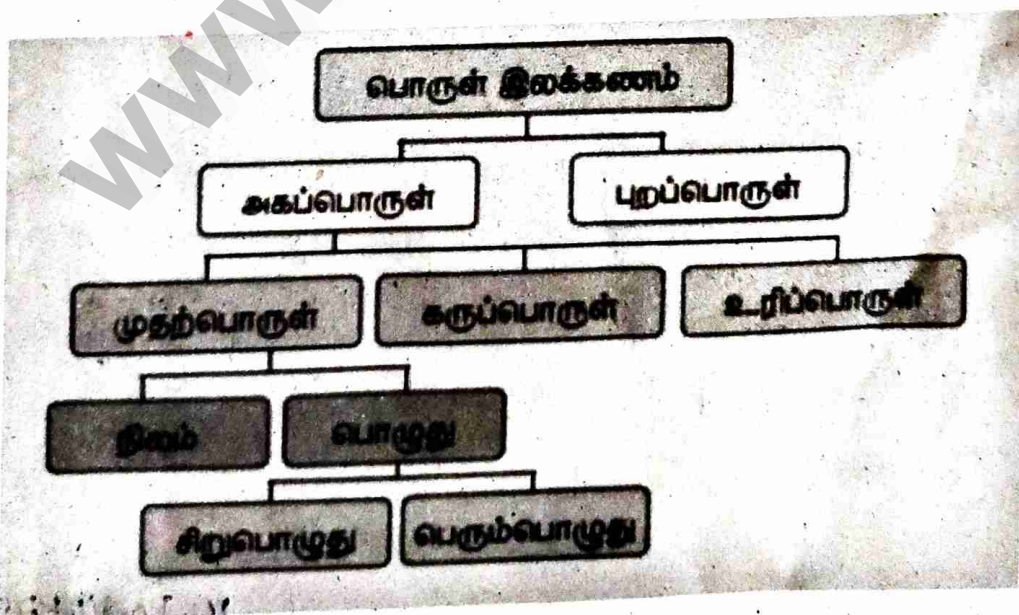 பொருள் இலக்கணம்
அகப்பொருள்
புறப்பொருள்
முதற்பொருள்
கருப்பொருள்
உரிப்பொருள்
நிலம்
பொழுது
சிறுபொழுது
பெரும்பொழுது